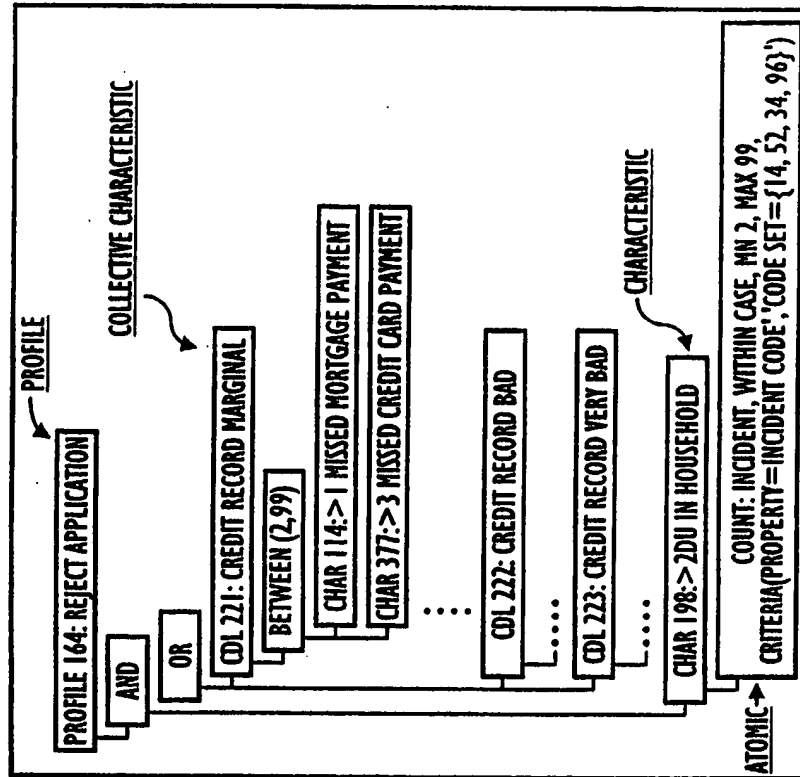 PROFILE
PROFILE 164: REJECT APPLICATION
AND
OR
COLLECTIVE CHARACTERISTIC
CDL 221: CREDIT RECORD MARGINAL
BETWEEN (2,99)
CHAR 114:> 1 MISSED MORTGAGE PAYMENT
CHAR 377:> 3 MISSED CREDIT CARD PAYMENT
CDL 222: CREDIT RECORD BAD
CDL 223: CREDIT RECORD VERY BAD
CHARACTERISTIC
CHAR 198:> 2DU IN HOUSEHOLD
ATOMIC
COUNT: INCIDENT, WITHIN CASE, MN 2, MAX 99,
CRITERIA(PROPERTY=INCIDENT CODE','CODE SET={14, 52, 34, 96}')